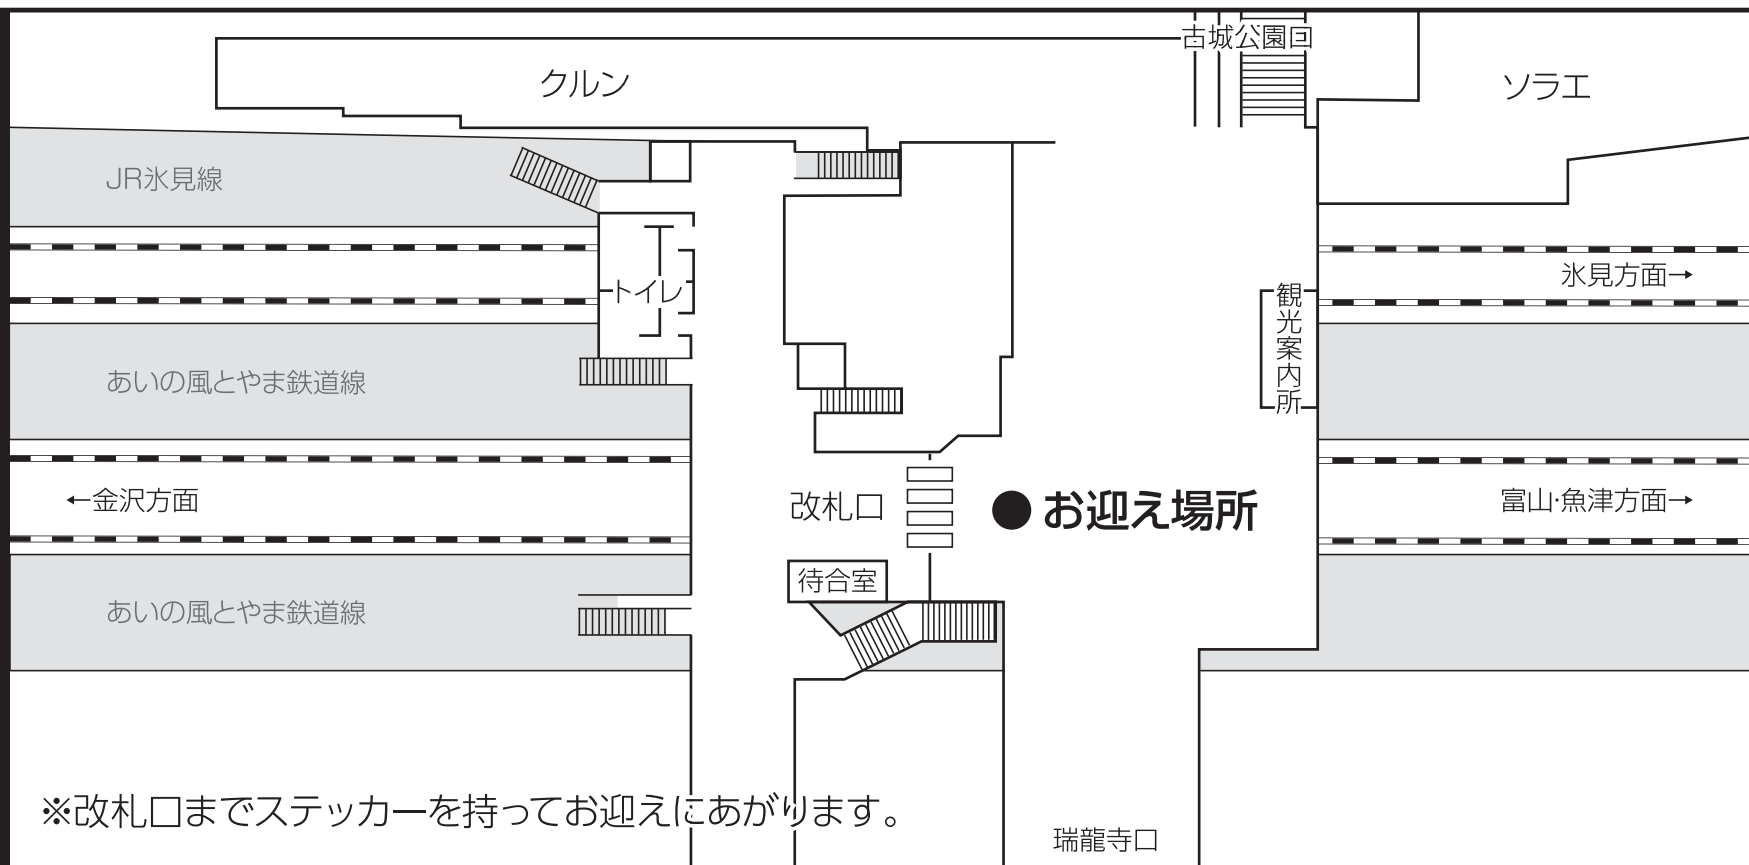 古城公園口
クルン
ソラエ
JR氷見線
氷見方面→
トイレ
観光案内所
あいの風とやま鉄道線
←金沢方面
改札口
●お迎え場所
富山・魚津方面→
待合室
あいの風とやま鉄道線
※改札口までステッカーを持ってお迎えにあがります。
瑞龍寺口